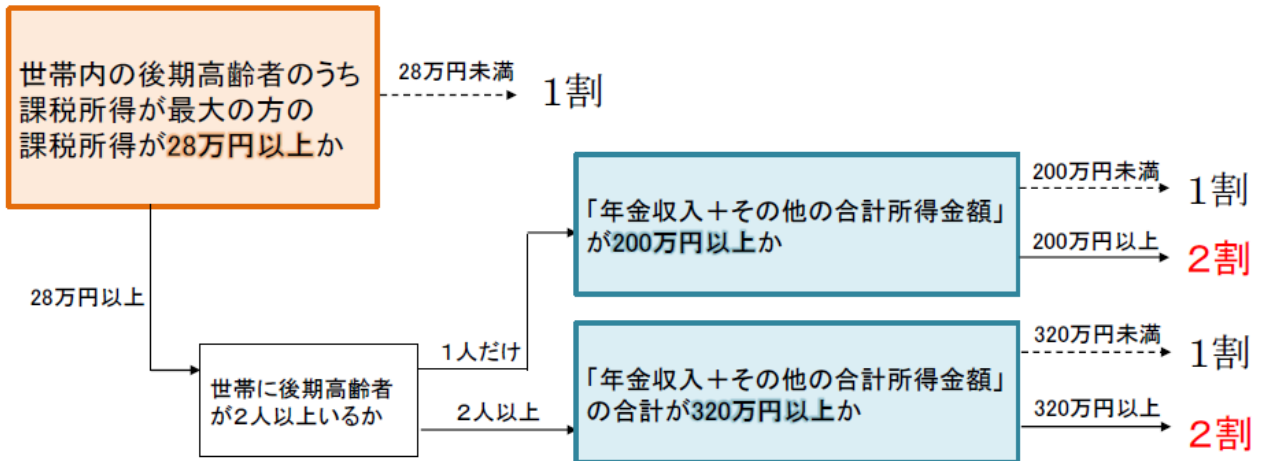 世帯内の後期高齢者のうち
課税所得が最大の方の
課税所得が28万円以上か
28万円未満
1割
28万円以上
世帯に後期高齢者
が2人以上いるか
1人だけ
「年金収入+その他の合計所得金額」
が200万円以上か
200万円未満
1割
200万円以上
2割
2人以上
「年金収入+その他の合計所得金額」
の合計が320万円以上か
320万円未満
1割
320万円以上
2割